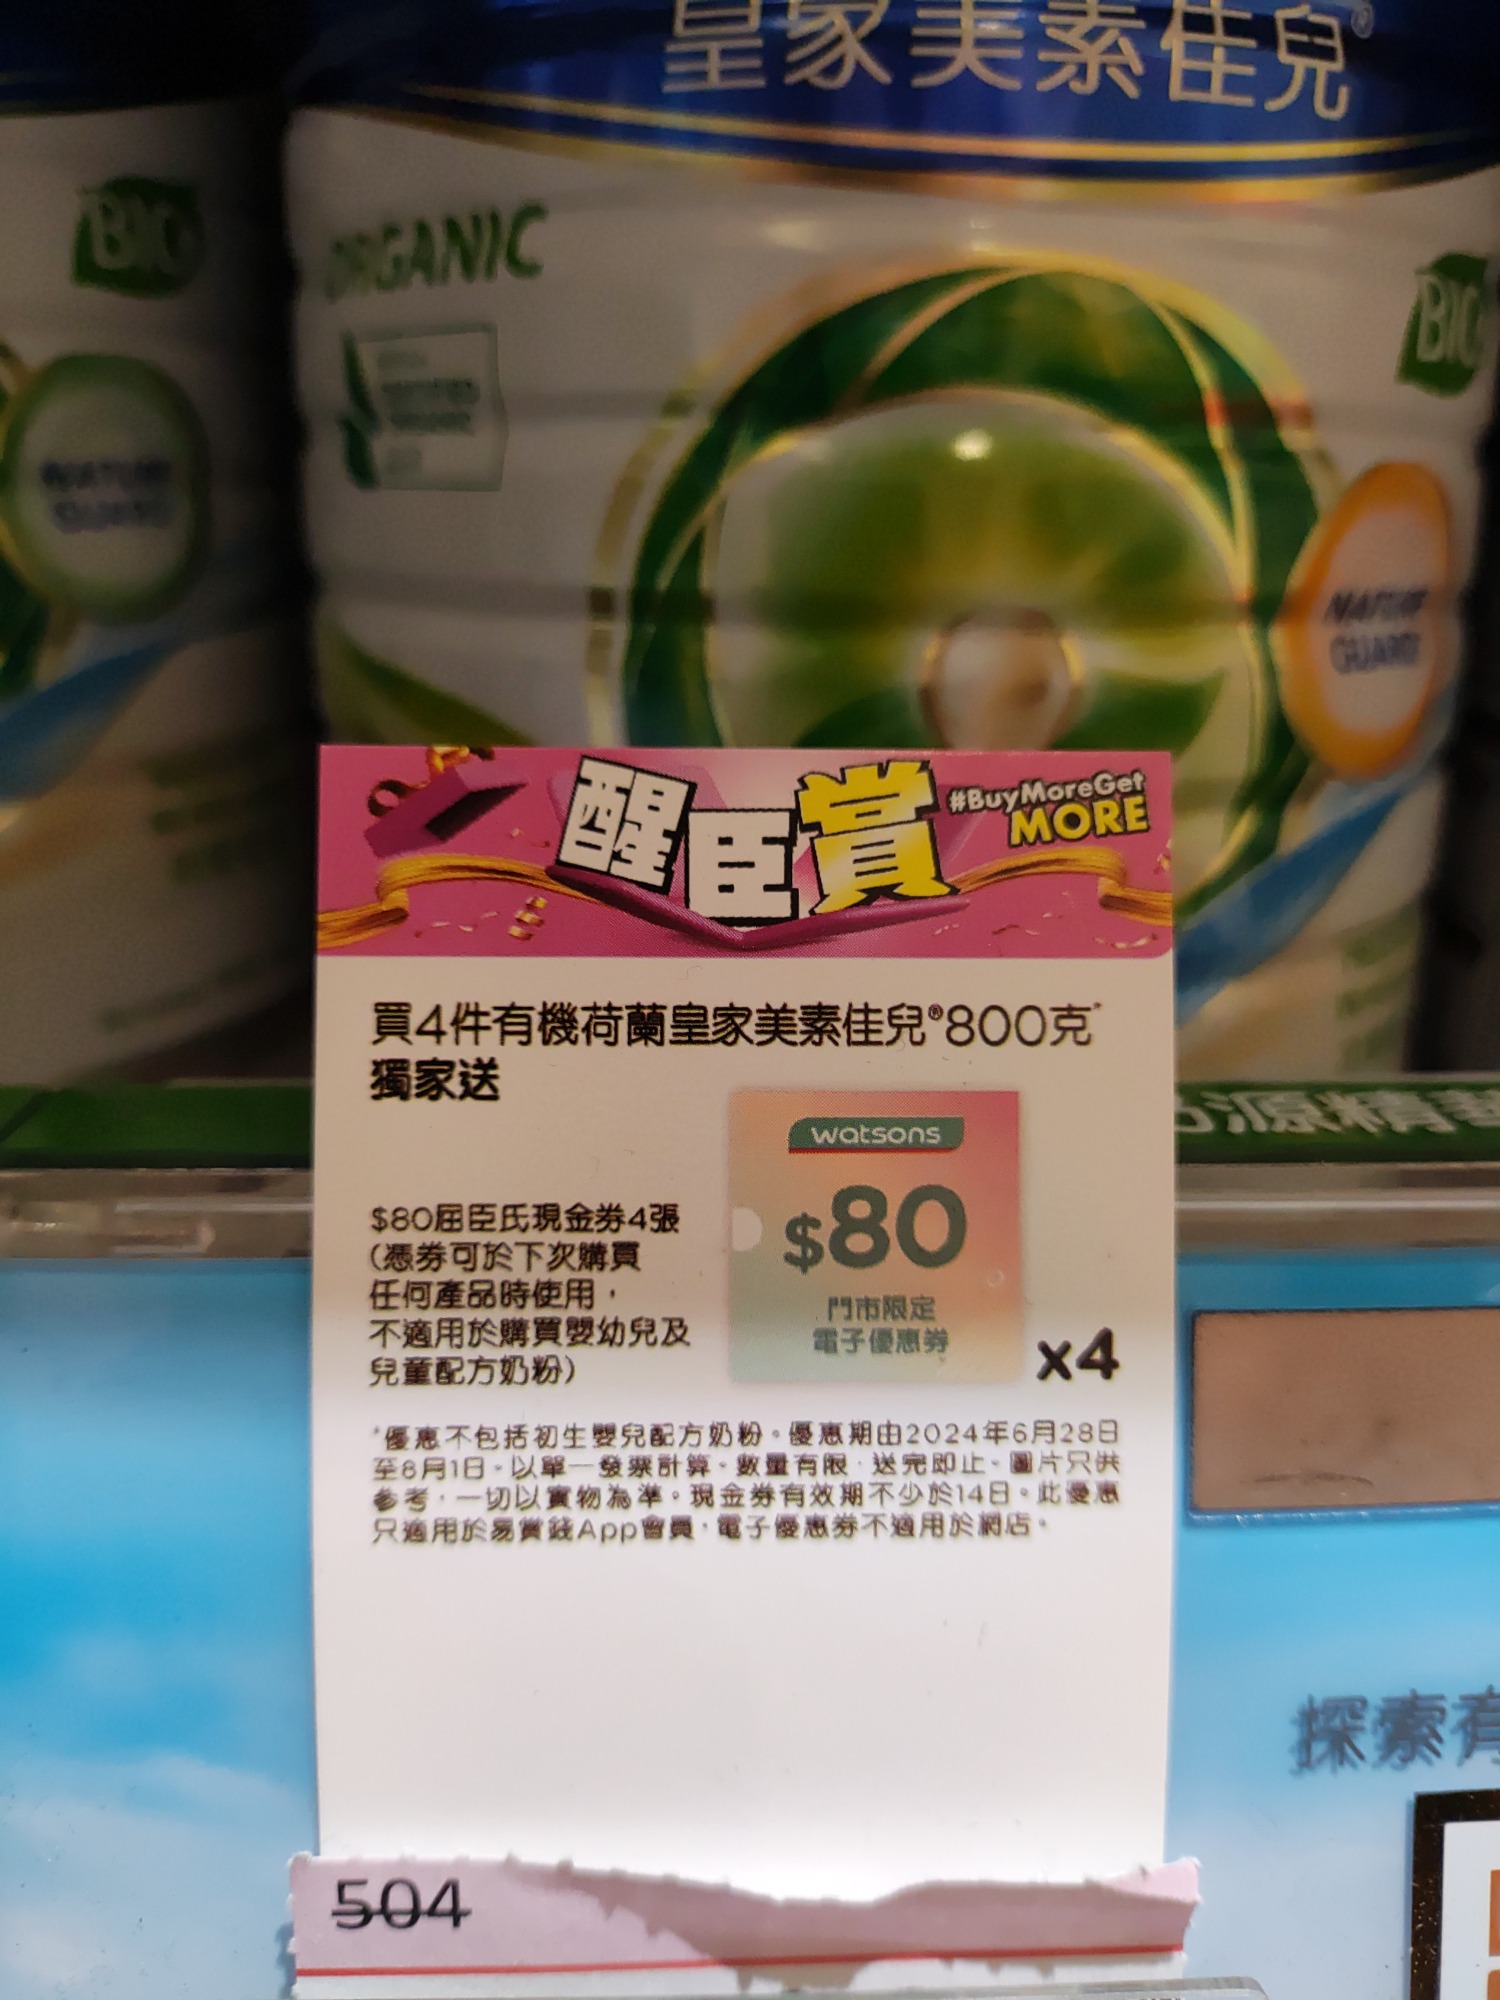 皇家美素佳兒®
BIO
ORGANIC
BIO
NATURE
GUARD
NATURE
GUARD
醒臣賞
#BuyMoreGet
MORE
買4件有機荷蘭皇家美素佳兒®800克*
獨家送
watsons
$80
門市限定
電子優惠券
x4
$80屈臣氏現金券4張
(憑券可於下次購買
任何產品時使用，
不適用於購買嬰幼兒及
兒童配方奶粉)
*優惠不包括初生嬰兒配方奶粉。優惠期由2024年6月28日
至8月1日。以單一發票計算。數量有限，送完即止。圖片只供
參考，一切以實物為準。現金券有效期不少於14日。此優惠
只適用於易賞錢App會員，電子優惠券不適用於網店。
源精華
探索有
504